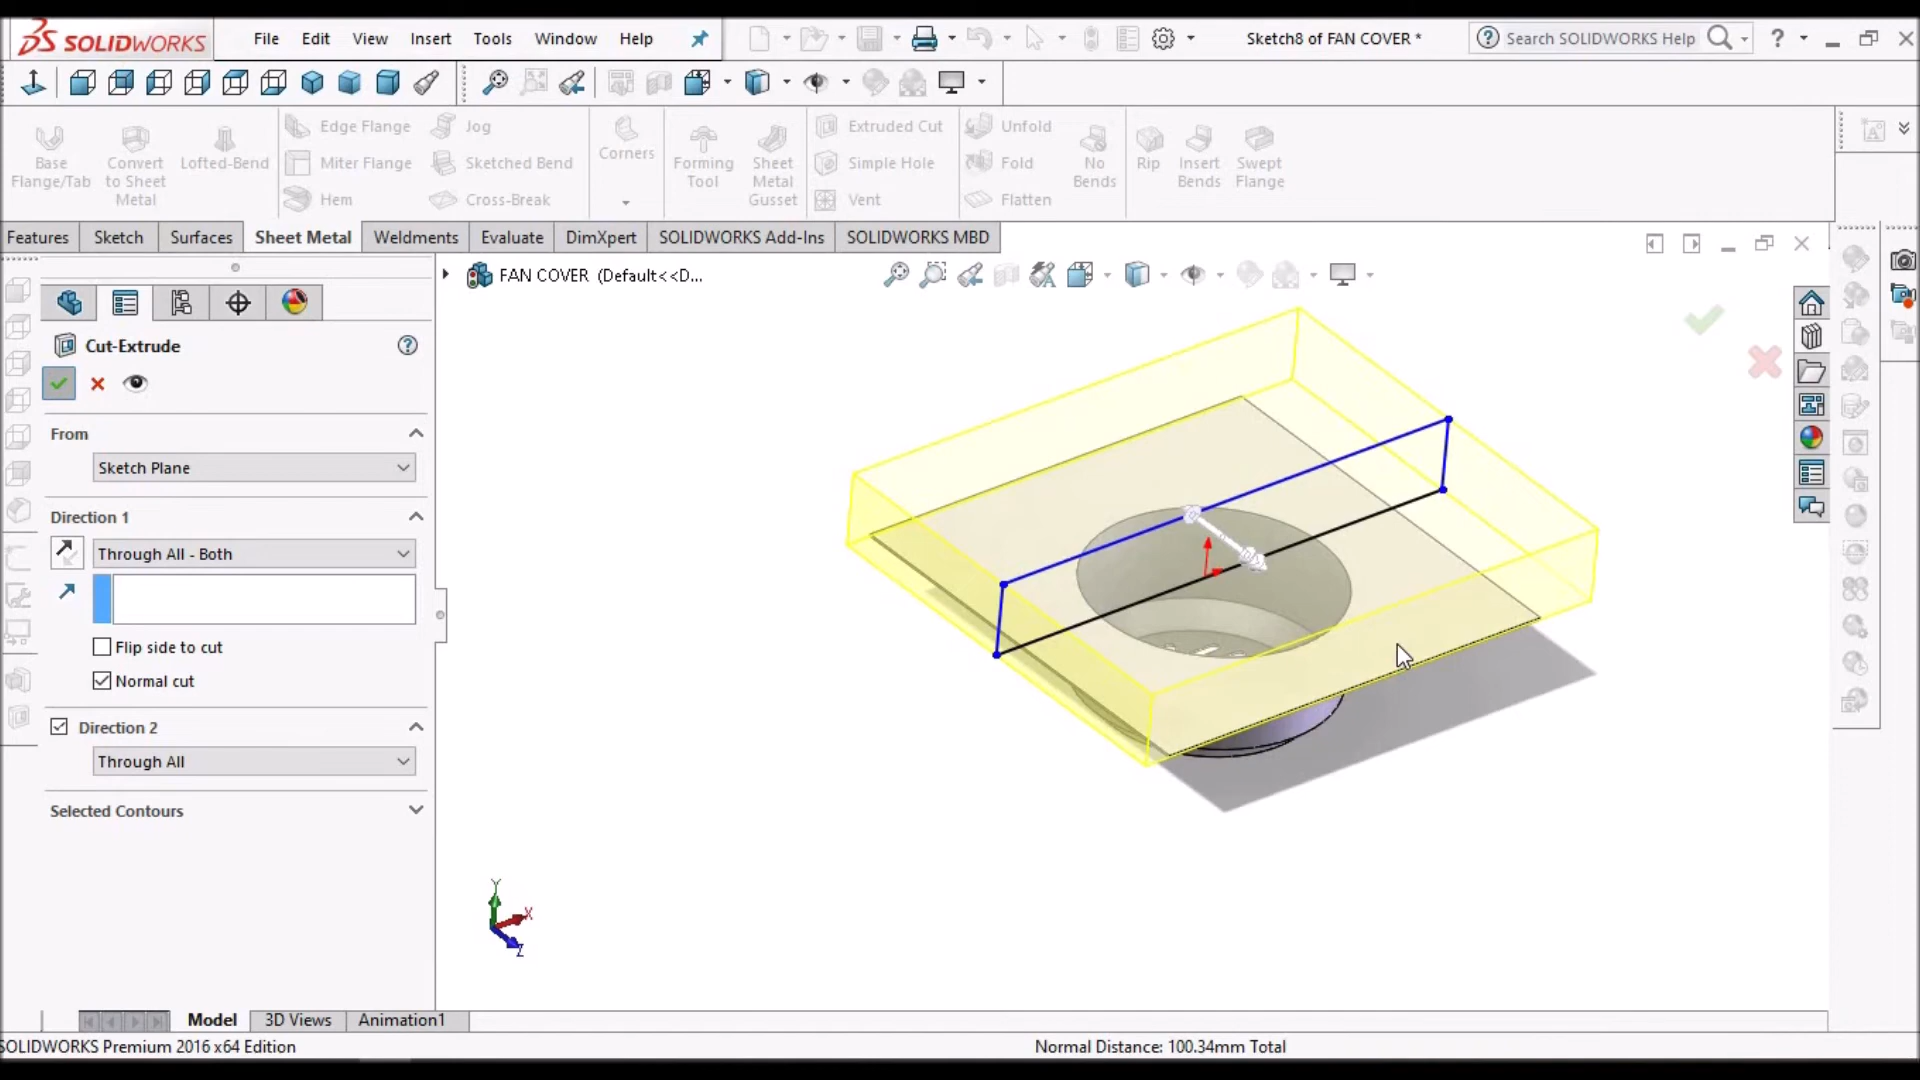 DS SOLIDWORKS File Edit View Insert Tools Window Help Sketch8 of FAN COVER * Search SOLIDWORKS Help ?
Base Flange/Tab
Convert to Sheet Metal
Lofted-Bend
Edge Flange
Miter Flange
Hem
Jog
Sketched Bend
Cross-Break
Corners
Forming Tool
Sheet Metal Gusset
Extruded Cut
Simple Hole
Vent
Unfold
Fold
Flatten
No Bends
Rip
Insert Bends
Swept Flange
Features Sketch Surfaces Sheet Metal Weldments Evaluate DimXpert SOLIDWORKS Add-Ins SOLIDWORKS MBD
FAN COVER (Default<<D...
Cut-Extrude
From
Sketch Plane
Direction 1
Through All - Both
Flip side to cut
Normal cut
Direction 2
Through All
Selected Contours
Y
X
Z
Model 3D Views Animation1
SOLIDWORKS Premium 2016 x64 Edition Normal Distance: 100.34mm Total